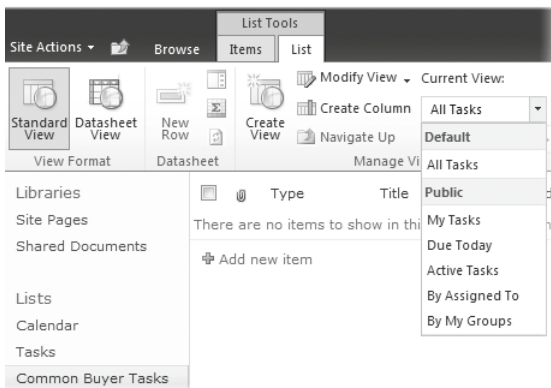 List Tools
Site Actions Browse Items List
Standard View
Datasheet View
View Format
New Row
Datasheet
Create View
Modify View
Create Column
Navigate Up
Manage Vi
Current View:
All Tasks
Default
All Tasks
Public
My Tasks
Due Today
Active Tasks
By Assigned To
By My Groups
Libraries
Site Pages
Shared Documents
Lists
Calendar
Tasks
Common Buyer Tasks
Type Title
There are no items to show in thi
Add new item